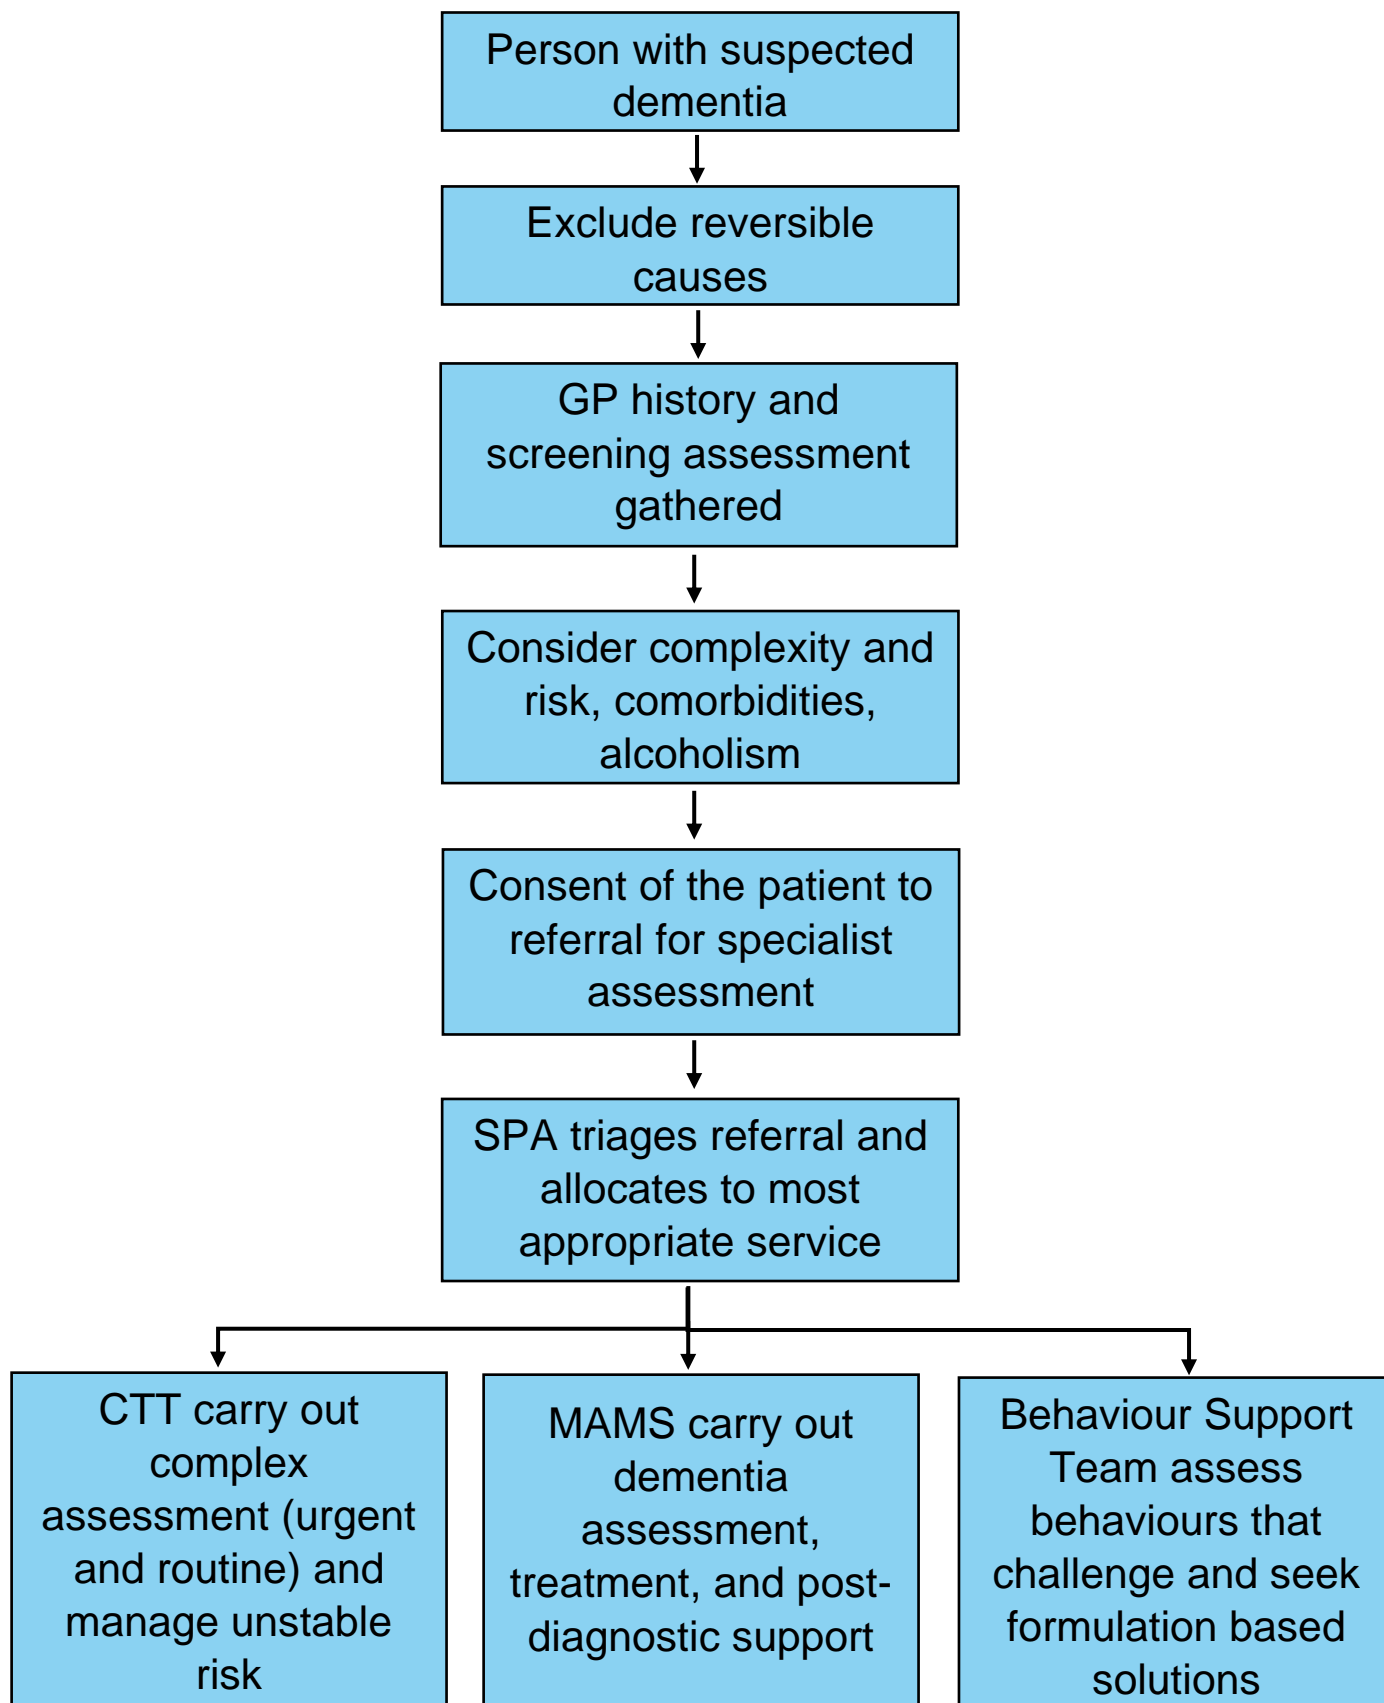 Person with suspected
dementia
Exclude reversible
causes
GP history and
screening assessment
gathered
Consider complexity and
risk, comorbidities,
alcoholism
Consent of the patient to
referral for specialist
assessment
SPA triages referral and
allocates to most
appropriate service
CTT carry out
complex
assessment (urgent
and routine) and
manage unstable
risk
MAMS carry out
dementia
assessment,
treatment, and post-
diagnostic support
Behaviour Support
Team assess
behaviours that
challenge and seek
formulation based
solutions